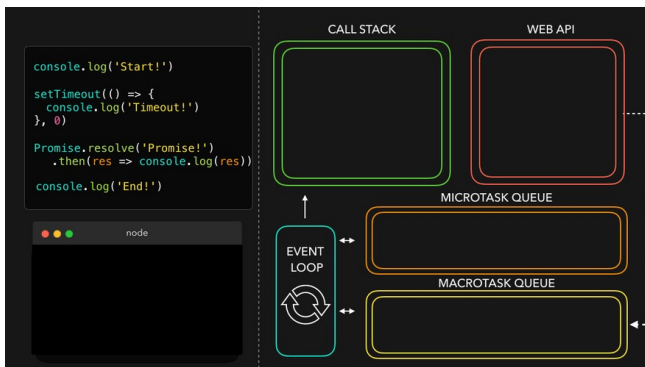 console.log('Start!')
setTimeout(() => {
console.log('Timeout!')
}, 0)
Promise.resolve('Promise!')
.then(res => console.log(res))
console.log('End!')
node
CALL STACK
WEB API
MICROTASK QUEUE
EVENT
LOOP
MACROTASK QUEUE